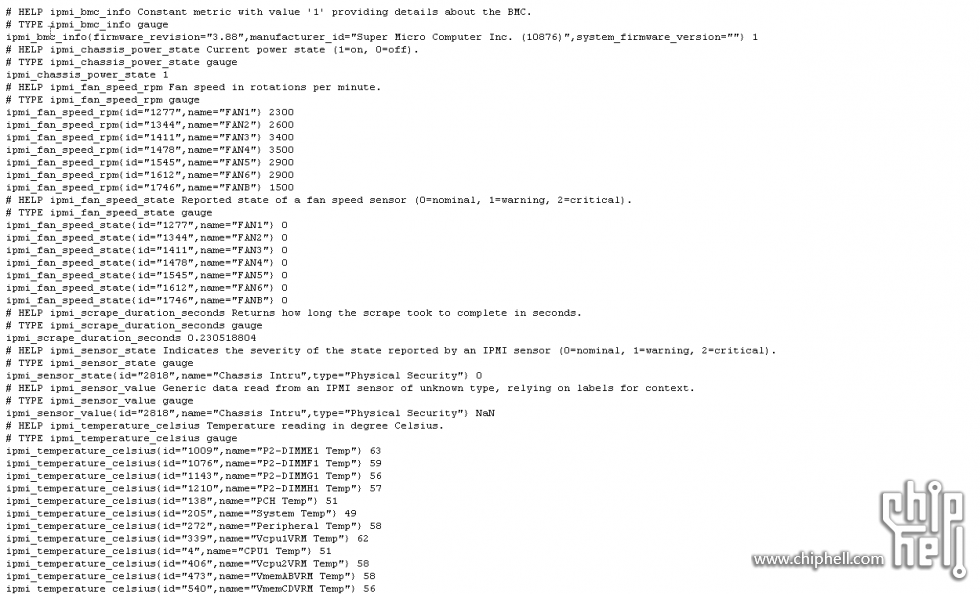 # HELP ipmi_bmc_info Constant metric with value '1' providing details about the BMC.
# TYPE ipmi_bmc_info gauge
ipmi_bmc_info{firmware_revision="3.88",manufacturer_id="Super Micro Computer Inc. (10876)",system_firmware_version=""} 1
# HELP ipmi_chassis_power_state Current power state (1=on, 0=off).
# TYPE ipmi_chassis_power_state gauge
ipmi_chassis_power_state 1
# HELP ipmi_fan_speed_rpm Fan speed in rotations per minute.
# TYPE ipmi_fan_speed_rpm gauge
ipmi_fan_speed_rpm{id="1277",name="FAN1"} 2300
ipmi_fan_speed_rpm{id="1344",name="FAN2"} 2600
ipmi_fan_speed_rpm{id="1411",name="FAN3"} 3400
ipmi_fan_speed_rpm{id="1478",name="FAN4"} 3500
ipmi_fan_speed_rpm{id="1545",name="FAN5"} 2900
ipmi_fan_speed_rpm{id="1612",name="FAN6"} 2900
ipmi_fan_speed_rpm{id="1746",name="FANB"} 1500
# HELP ipmi_fan_speed_state Reported state of a fan speed sensor (0=nominal, 1=warning, 2=critical).
# TYPE ipmi_fan_speed_state gauge
ipmi_fan_speed_state{id="1277",name="FAN1"} 0
ipmi_fan_speed_state{id="1344",name="FAN2"} 0
ipmi_fan_speed_state{id="1411",name="FAN3"} 0
ipmi_fan_speed_state{id="1478",name="FAN4"} 0
ipmi_fan_speed_state{id="1545",name="FAN5"} 0
ipmi_fan_speed_state{id="1612",name="FAN6"} 0
ipmi_fan_speed_state{id="1746",name="FANB"} 0
# HELP ipmi_scrape_duration_seconds Returns how long the scrape took to complete in seconds.
# TYPE ipmi_scrape_duration_seconds gauge
ipmi_scrape_duration_seconds 0.230518804
# HELP ipmi_sensor_state Indicates the severity of the state reported by an IPMI sensor (0=nominal, 1=warning, 2=critical).
# TYPE ipmi_sensor_state gauge
ipmi_sensor_state{id="2818",name="Chassis Intru",type="Physical Security"} 0
# HELP ipmi_sensor_value Generic data read from an IPMI sensor of unknown type, relying on labels for context.
# TYPE ipmi_sensor_value gauge
ipmi_sensor_value{id="2818",name="Chassis Intru",type="Physical Security"} NaN
# HELP ipmi_temperature_celsius Temperature reading in degree Celsius.
# TYPE ipmi_temperature_celsius gauge
ipmi_temperature_celsius{id="1009",name="P2-DIMME1 Temp"} 63
ipmi_temperature_celsius{id="1076",name="P2-DIMMF1 Temp"} 59
ipmi_temperature_celsius{id="1143",name="P2-DIMMG1 Temp"} 56
ipmi_temperature_celsius{id="1210",name="P2-DIMMH1 Temp"} 57
ipmi_temperature_celsius{id="138",name="PCH Temp"} 51
ipmi_temperature_celsius{id="205",name="System Temp"} 49
ipmi_temperature_celsius{id="272",name="Peripheral Temp"} 58
ipmi_temperature_celsius{id="339",name="Vcpu1VRM Temp"} 62
ipmi_temperature_celsius{id="4",name="CPU1 Temp"} 51
ipmi_temperature_celsius{id="406",name="Vcpu2VRM Temp"} 58
ipmi_temperature_celsius{id="473",name="VmemABVRM Temp"} 58
ipmi_temperature_celsius{id="540",name="VmemCDVRM Temp"} 56
chip
hell
www.chiphell.com